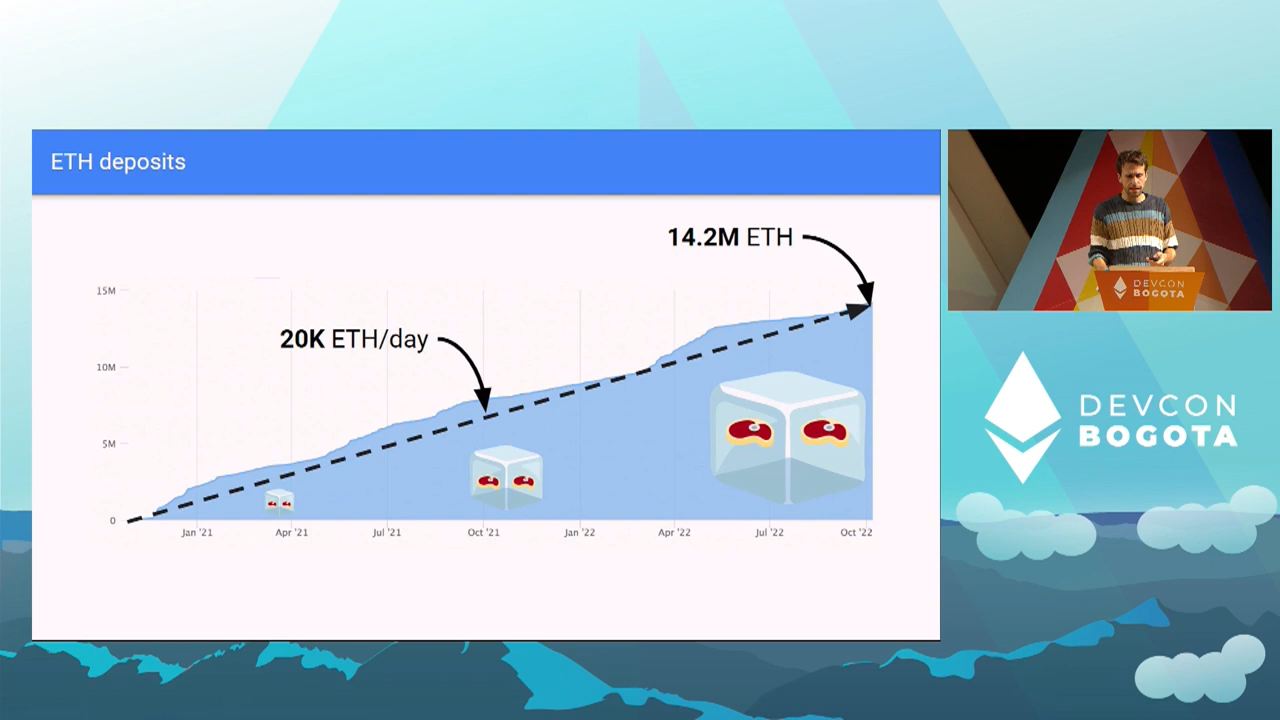 ETH deposits
14.2M ETH
20K ETH/day
15M
10M
5M
0
Jan '21
Apr '21
Jul '21
Oct '21
Jan '22
Apr '22
Jul '22
Oct '22
DEVCON
BOGOTA
DEVCON
BOGOTA